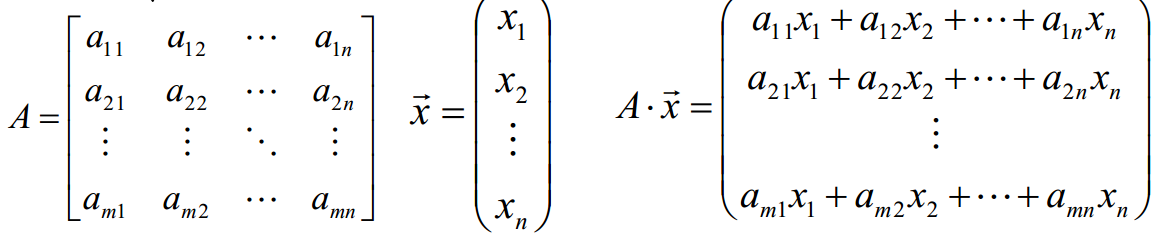 A = [ a₁₁ a₁₂ ⋯ a₁ₙ
a₂₁ a₂₂ ⋯ a₂ₙ
⋮ ⋮ ⋱ ⋮
aₘ₁ aₘ₂ ⋯ aₘₙ ]
x⃗ = ( x₁
x₂
⋮
xₙ )
A · x⃗ = ( a₁₁x₁ + a₁₂x₂ + ⋯ + a₁ₙxₙ
a₂₁x₁ + a₂₂x₂ + ⋯ + a₂ₙxₙ
⋮
aₘ₁x₁ + aₘ₂x₂ + ⋯ + aₘₙxₙ )